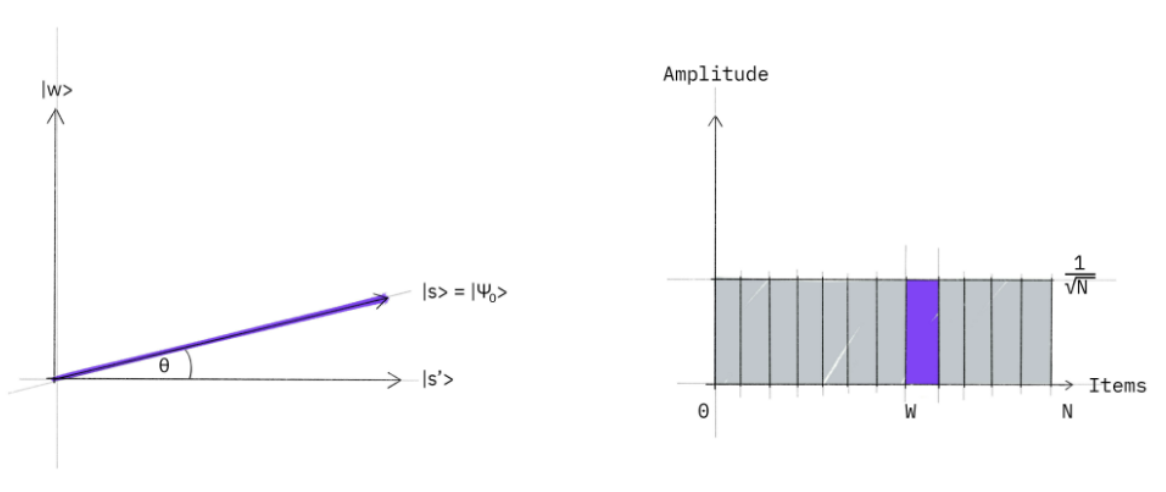 |w>
|s> = |Ψ₀>
θ
|s'>
Amplitude
1
√N
Items
0
W
N